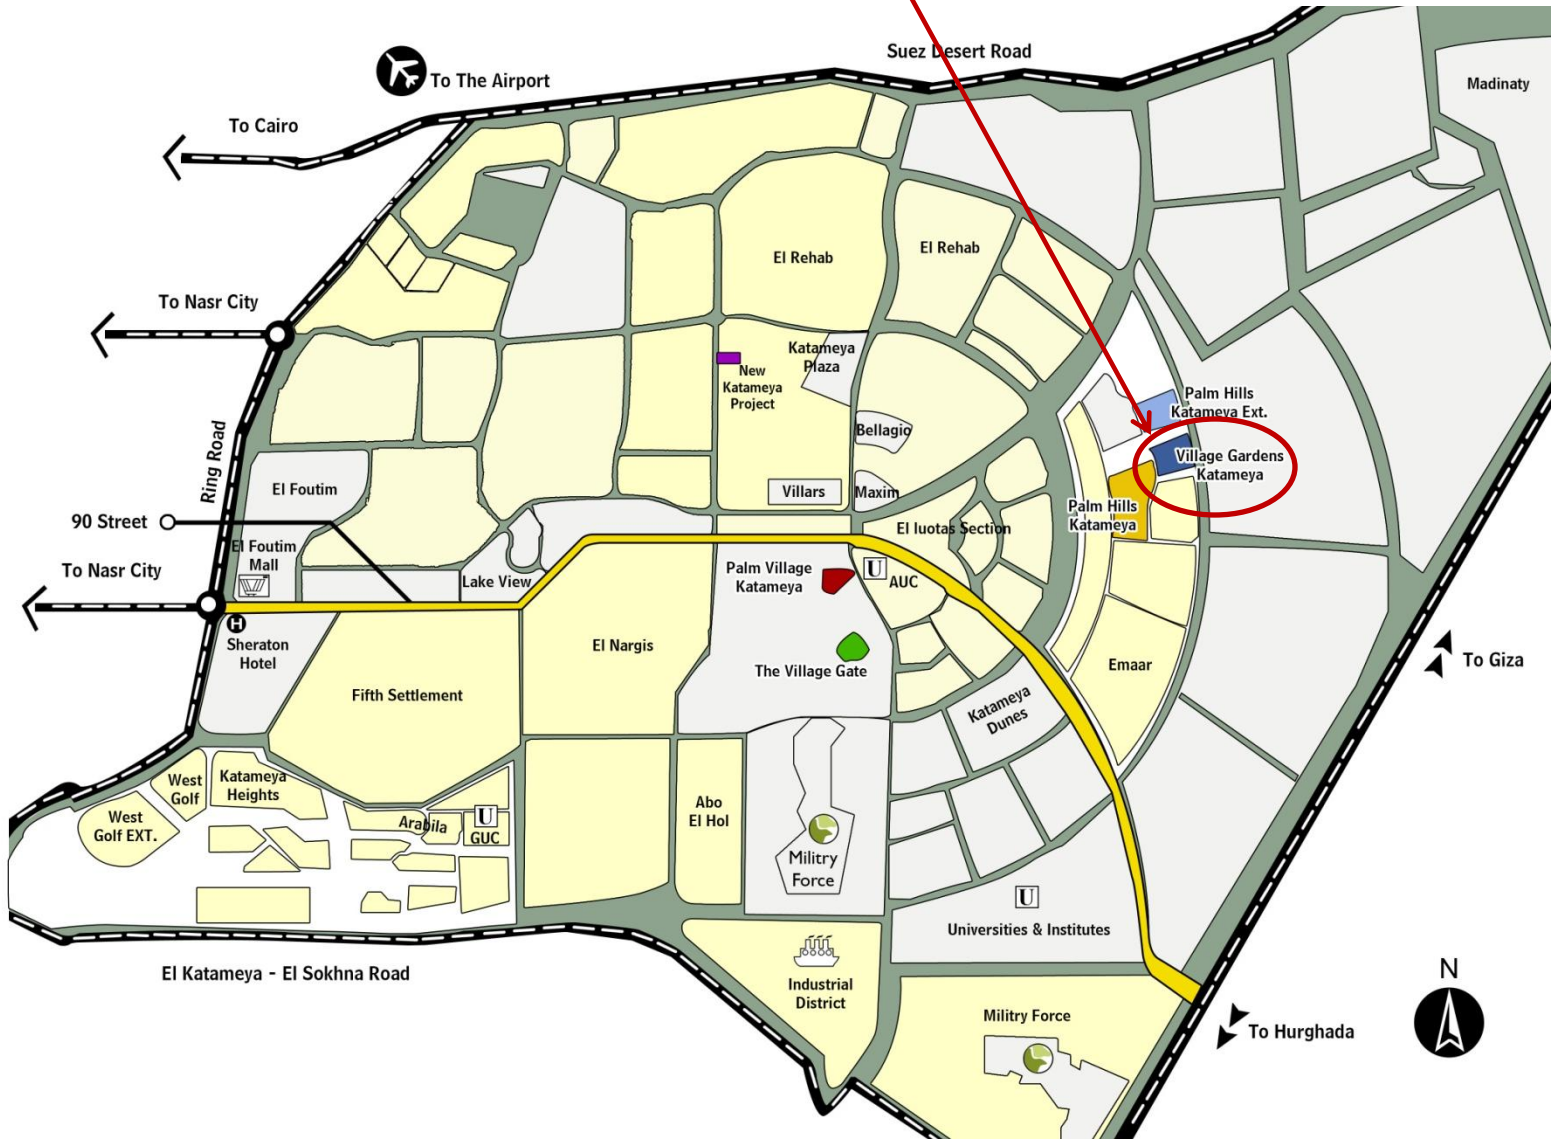 Suez Desert Road
To The Airport
Madinaty
To Cairo
El Rehab
El Rehab
To Nasr City
Katameya
Plaza
New
Katameya
Project
Palm Hills
Katameya Ext.
Bellagio
Ring Road
Village Gardens
Katameya
El Foutim
Villars
Maxim
Palm Hills
Katameya
90 Street
El luotas Section
El Foutim
Mall
To Nasr City
Lake View
Palm Village
Katameya
U
AUC
H
Sheraton
Hotel
El Nargis
The Village Gate
Emaar
To Giza
Fifth Settlement
Katameya
Dunes
West
Golf
Katameya
Heights
West
Golf EXT.
Arabila
U
GUC
Abo
El Hol
Militry
Force
U
Universities & Institutes
El Katameya - El Sokhna Road
Industrial
District
N
Militry Force
To Hurghada